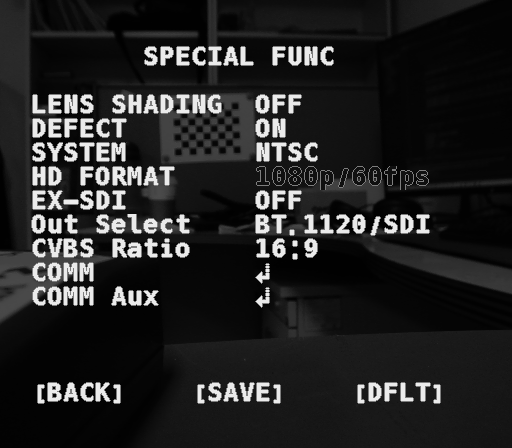 SPECIAL FUNC
LENS SHADING OFF
DEFECT ON
SYSTEM NTSC
HD FORMAT 1080p/60fps
EX-SDI OFF
Out Select BT.1120/SDI
CVBS Ratio 16:9
COMM ↲
COMM Aux ↲
[BACK] [SAVE] [DFLT]